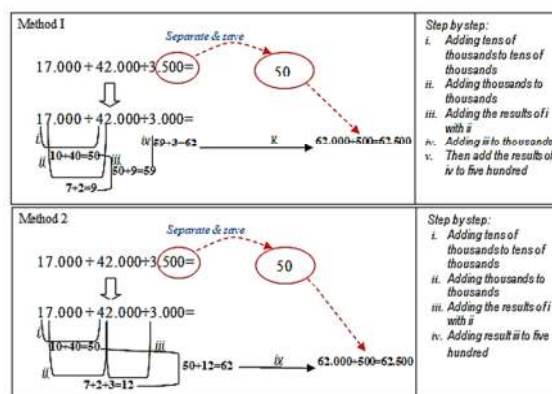 Method I
Separate & save
17.000 + 42.000+3.500=
50
17.000 + 42.000+3.000=
i
10+40=50
ii
7+2=9
iii
50+9=59
iv
59+3=62
v.
62.000+500=62.500
Step by step:
i. Adding tens of
thousands to tens of
thousands
ii. Adding thousands to
thousands
iii. Adding the results of i
with ii
iv. Adding iii to thousands
v. Then add the results of
iv to five hundred
Method 2
Separate & save
17.000 + 42.000+3.500=
50
17.000 + 42.000+3.000=
i
10+40=50
ii
7+2+3=12
iii
50+12=62
iv
62.000+500=62.500
Step by step:
i. Adding tens of
thousands to tens of
thousands
ii. Adding thousands to
thousands
iii. Adding the results of i
with ii
iv. Adding result iii to five
hundred